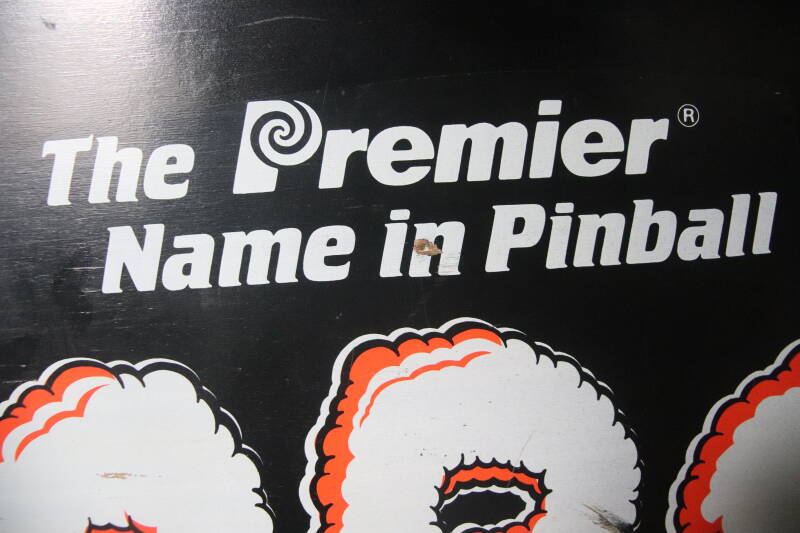 The Premier®
Name in Pinball